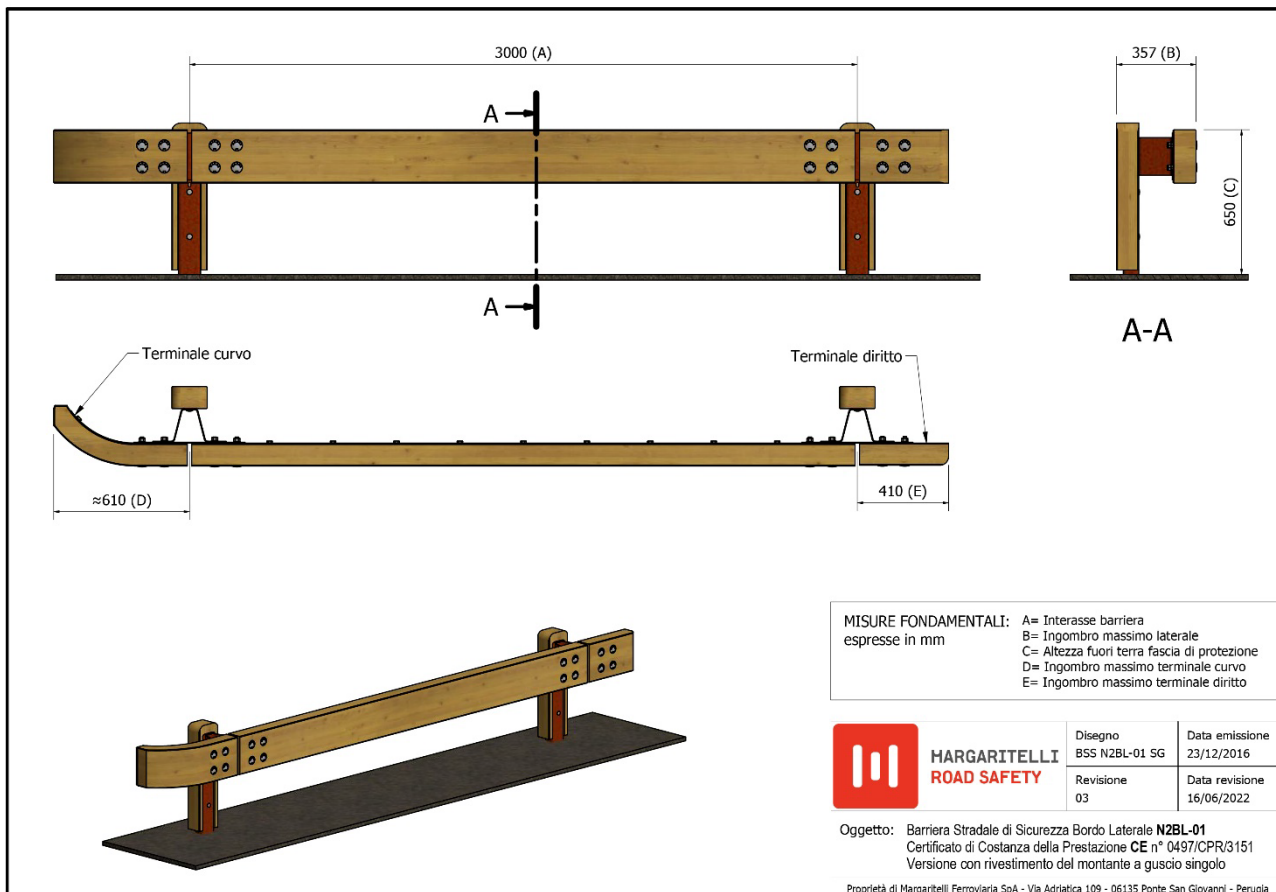 3000 (A)
357 (B)
A
650 (C)
A
A-A
Terminale curvo
Terminale diritto
≈610 (D)
410 (E)
MISURE FONDAMENTALI:
espresse in mm
A= Interasse barriera
B= Ingombro massimo laterale
C= Altezza fuori terra fascia di protezione
D= Ingombro massimo terminale curvo
E= Ingombro massimo terminale diritto
MARGARITELLI
ROAD SAFETY
Disegno
BSS N2BL-01 SG
Data emissione
23/12/2016
Revisione
03
Data revisione
16/06/2022
Oggetto: Barriera Stradale di Sicurezza Bordo Laterale N2BL-01
Certificato di Costanza della Prestazione CE n° 0497/CPR/3151
Versione con rivestimento del montante a guscio singolo
Proprietà di Margaritelli Ferroviaria SpA - Via Adriatica 109 - 06135 Ponte San Giovanni - Perugia